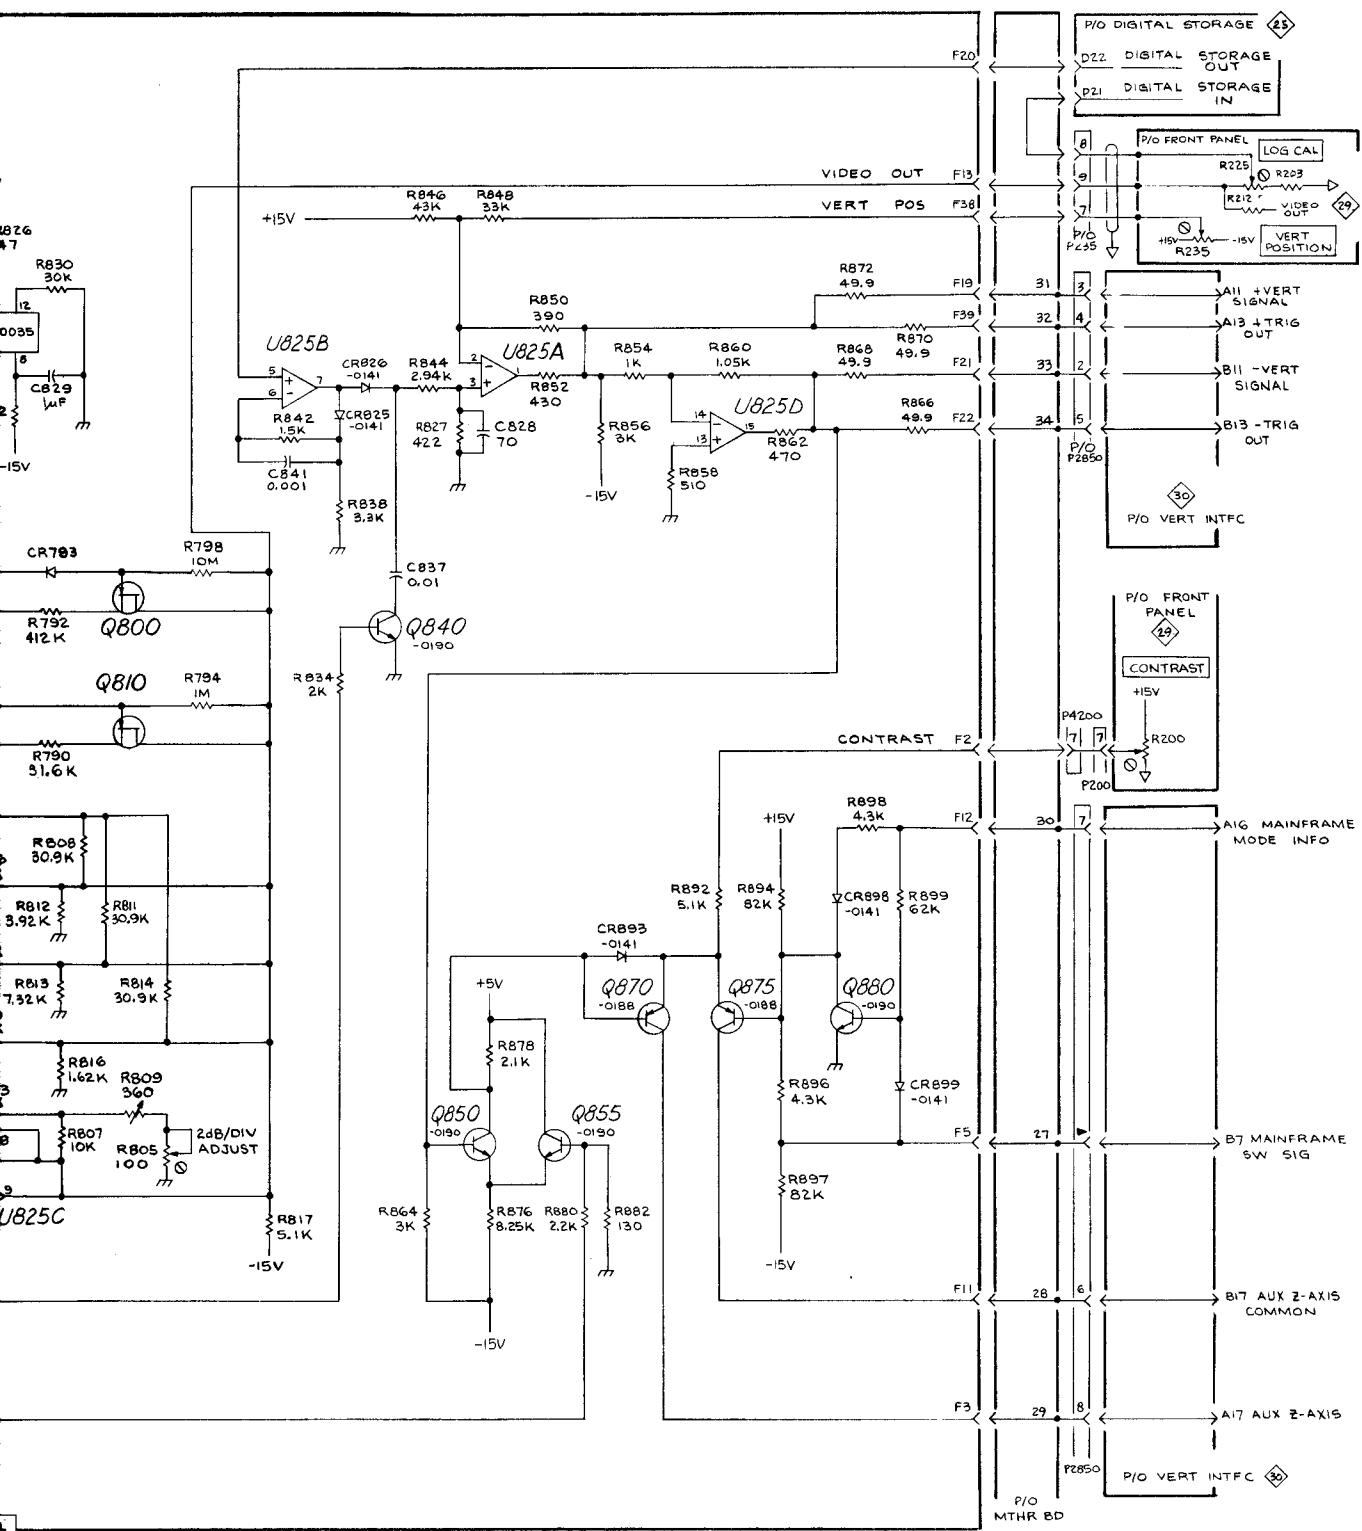 P/O DIGITAL STORAGE 25
F20
D22 DIGITAL STORAGE OUT
D21 DIGITAL STORAGE IN
P/O FRONT PANEL
LOG CAL
8
R225
R203
VIDEO OUT F13
9
R212
VIDEO OUT
29
R846 43K
R848 33K
+15V
VERT POS F38
7
P/O P235
+15V
-15V
R235
VERT POSITION
R826
47
R830 30K
12
0035
8
C829 1µF
-15V
R872 49.9
F19
31
3
A11 +VERT SIGNAL
R850 390
F39
32
4
A13 +TRIG OUT
R870 49.9
U825B
U825A
CR826 -0141
R844 2.94K
R854 1K
R860 1.05K
R868 49.9
F21
33
2
B11 -VERT SIGNAL
5
6
7
2
3
1
R852 430
R842 1.5K
CR825 -0141
R827 422
C828 70
R856 3K
U825D
14
13
15
R862 470
R866 49.9
F22
34
5
P/O P2850
B13 -TRIG OUT
C841 0.001
R838 3.3K
-15V
R858 510
30
P/O VERT INTFC
CR793
R798 10M
C837 0.01
R792 412K
Q800
Q840 -0190
P/O FRONT PANEL
29
CONTRAST
+15V
Q810
R794 1M
R834 2K
R790 31.6K
CONTRAST F2
P4200
7
7
R200
P200
R808 30.9K
R812 3.92K
R811 30.9K
R813 7.32K
R814 30.9K
R816 1.62K
R809 360
R807 10K
R805 100
2dB/DIV ADJUST
9
U825C
R817 5.1K
-15V
R898 4.3K
+15V
F12
30
7
A16 MAINFRAME MODE INFO
R892 5.1K
R894 82K
CR898 -0141
R899 62K
CR893 -0141
+5V
Q870 -0188
Q875 -0188
Q880 -0190
R878 2.1K
R896 4.3K
CR899 -0141
Q850 -0190
Q855 -0190
F5
27
B7 MAINFRAME SW SIG
R897 82K
R864 3K
R876 8.25K
R880 2.2K
R882 130
-15V
F11
28
6
B17 AUX Z-AXIS COMMON
-15V
F3
29
8
A17 AUX Z-AXIS
P2850
P/O VERT INTFC 30
P/O MTHR BD